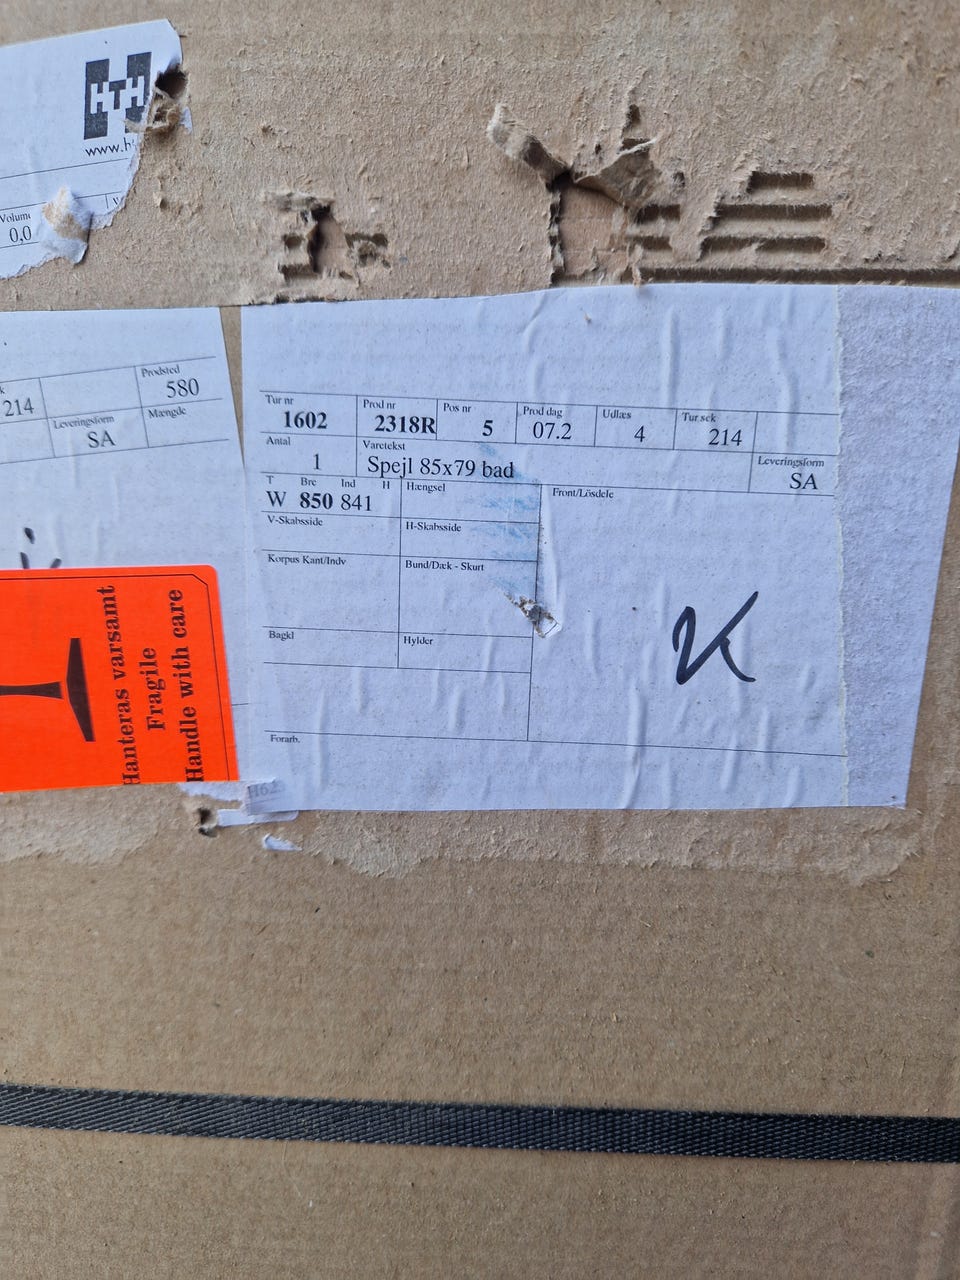 HTH
Volum
0,0
Prodsted
214
580
Leveringsform
Mængde
SA
Tur nr
Prod nr
Pos nr
Prod dag
Udlæs
Tur sek
1602
2318R
5
07.2
4
214
Antal
Varetekst
Leveringsform
1
Spejl 85x79 bad
SA
T Bre Ind H
Hængsel
Front/Lösdele
W 850 841
V-Skabsside
H-Skabsside
Korpus Kant/Indv
Bund/Dæk - Skurt
K
Bagkl
Hylder
Forarb.
Hanteras varsamt
Fragile
Handle with care